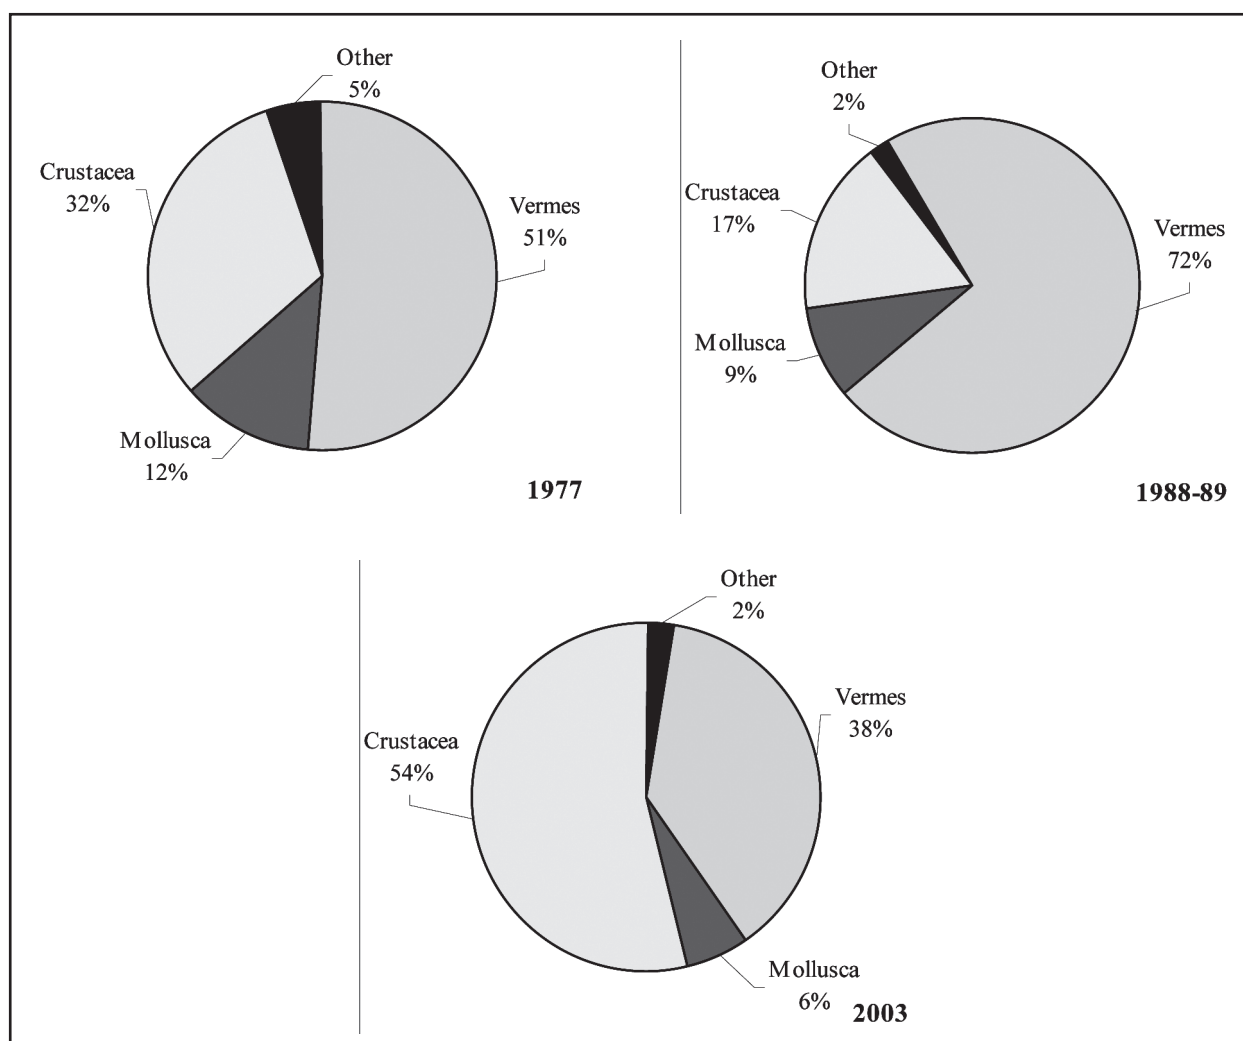 Other
5%
Crustacea
32%
Vermes
51%
Mollusca
12%
1977
Other
2%
Crustacea
17%
Vermes
72%
Mollusca
9%
1988-89
Other
2%
Vermes
38%
Crustacea
54%
Mollusca
6%
2003